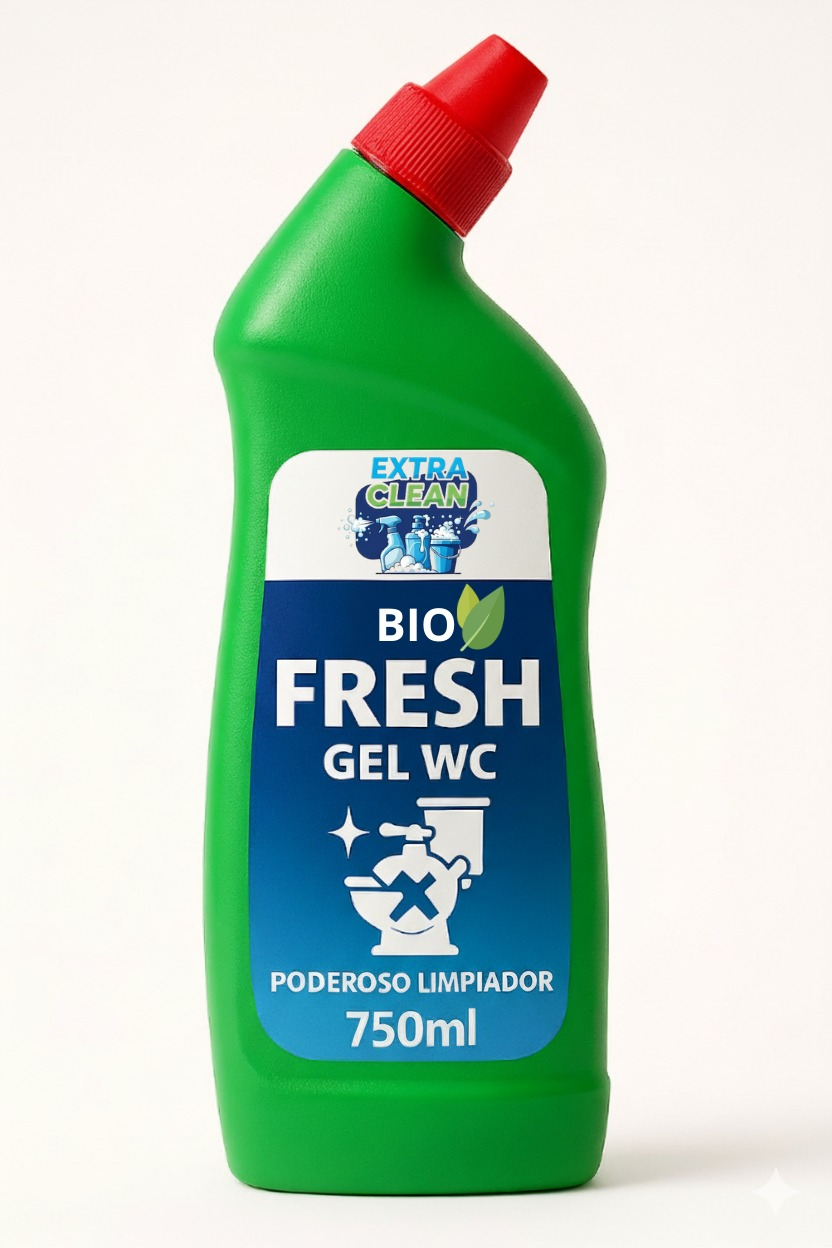 EXTRA
CLEAN
BIO
FRESH
GEL WC
PODEROSO LIMPIADOR
750ml